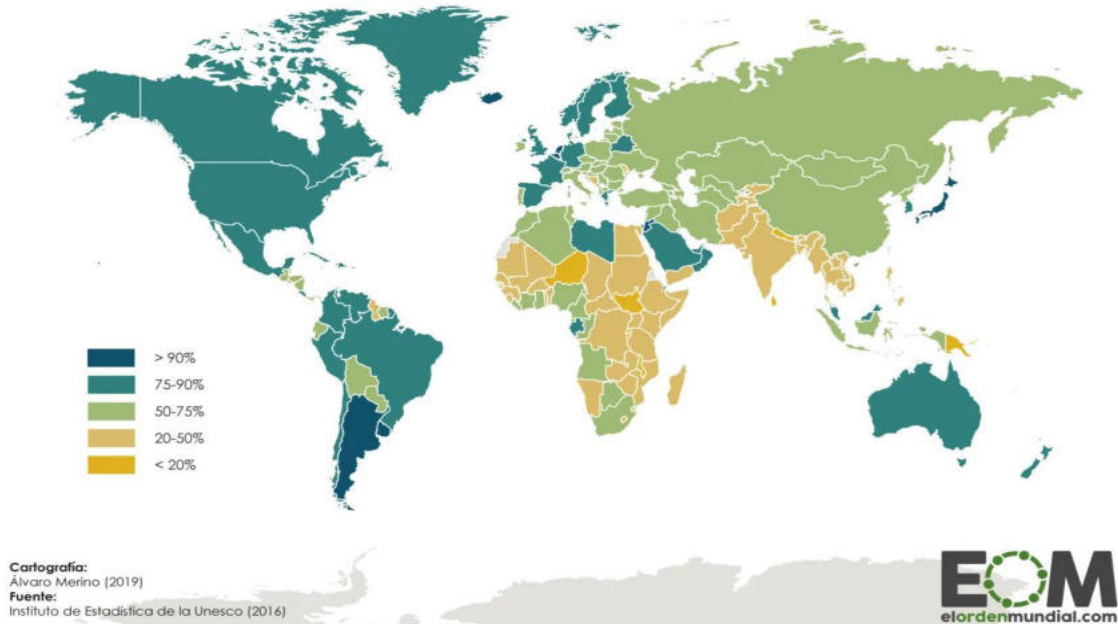 > 90%
75-90%
50-75%
20-50%
< 20%
Cartografía:
Álvaro Merino (2019)
Fuente:
Instituto de Estadística de la Unesco (2016)
EOM
elordenmundial.com